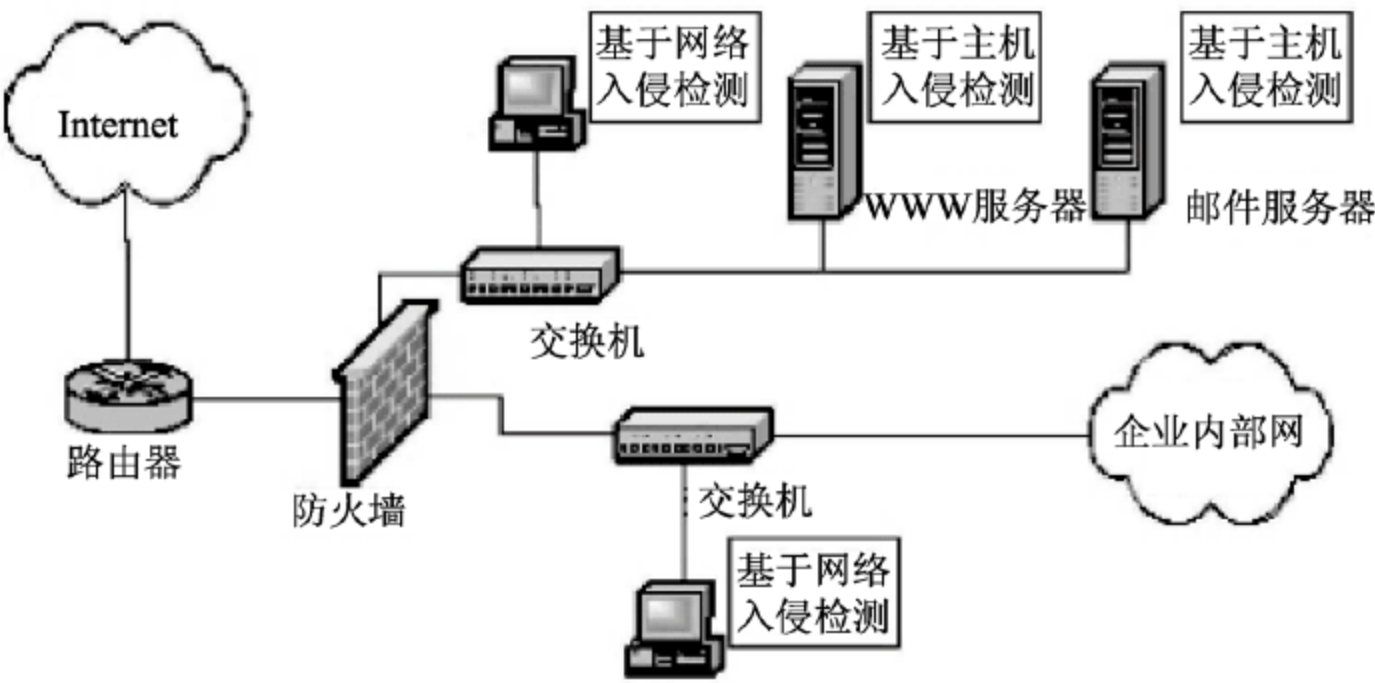 Internet
基于网络
入侵检测
基于主机
入侵检测
基于主机
入侵检测
WWW服务器
邮件服务器
交换机
路由器
防火墙
企业内部网
交换机
基于网络
入侵检测